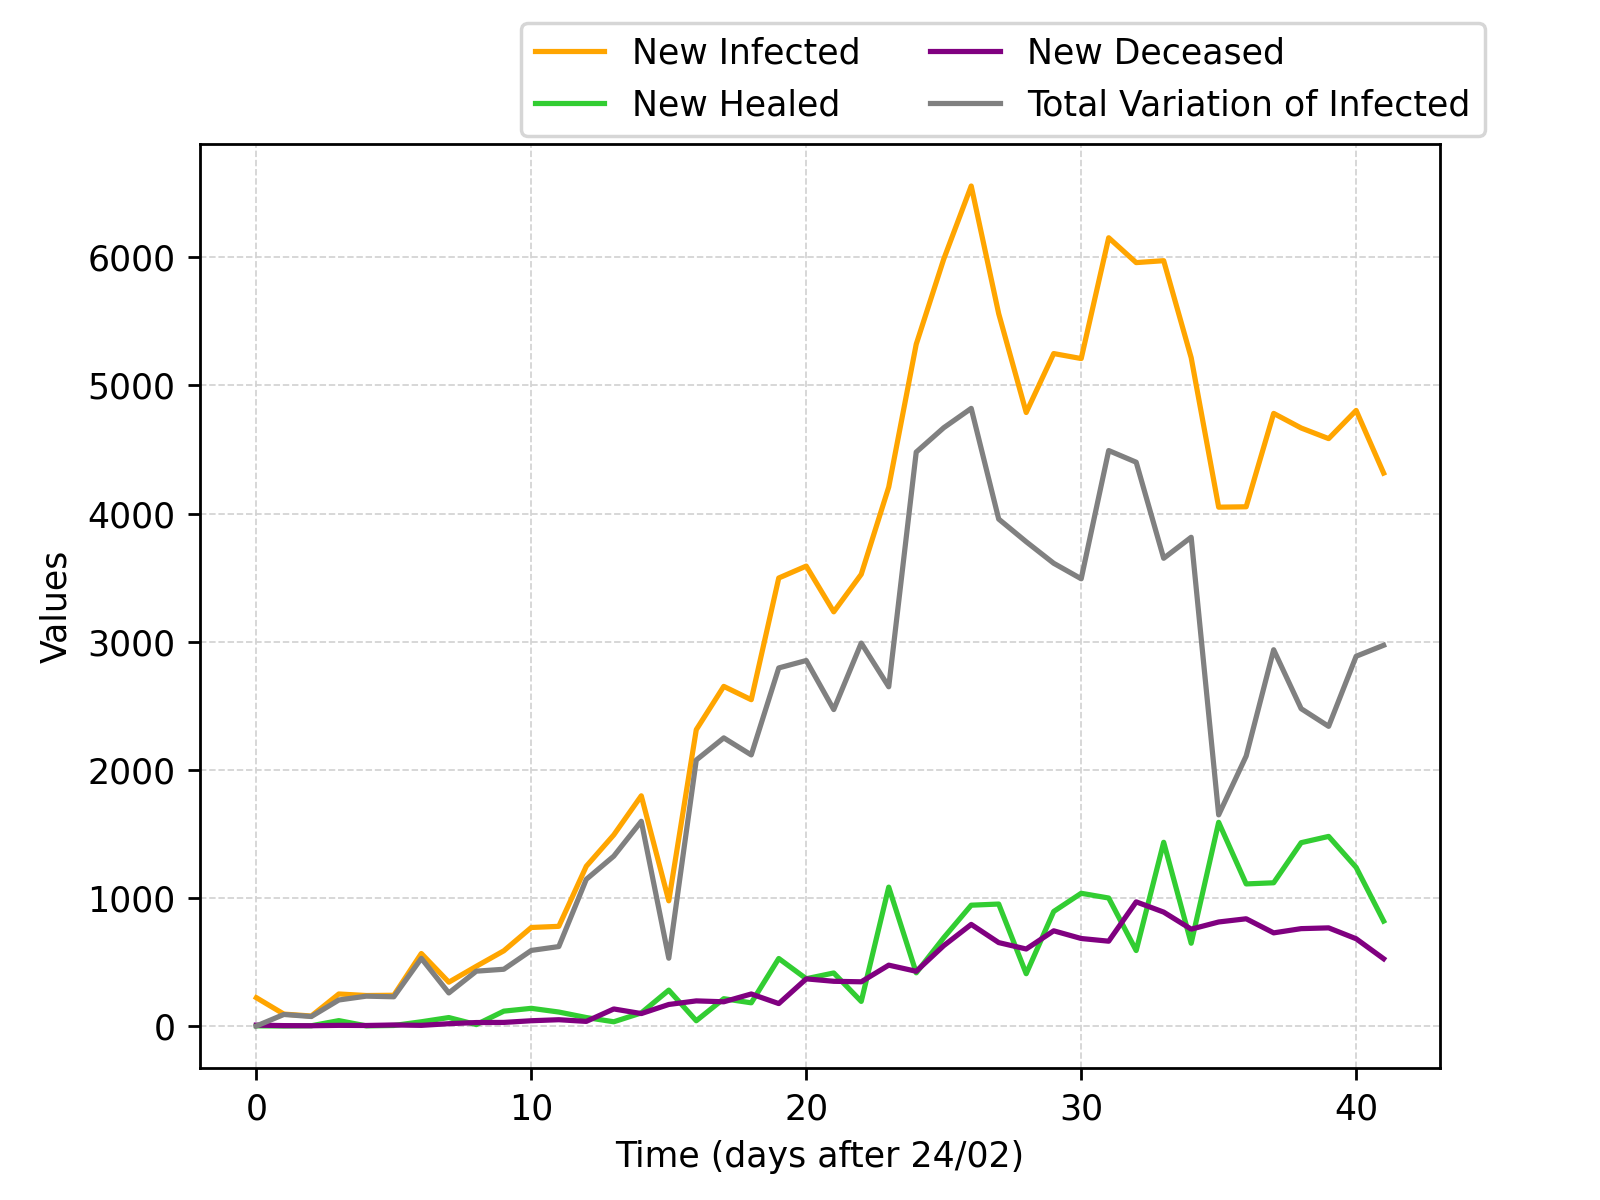 New Infected
New Healed
New Deceased
Total Variation of Infected
6000
5000
4000
3000
2000
1000
0
Values
0 10 20 30 40
Time (days after 24/02)